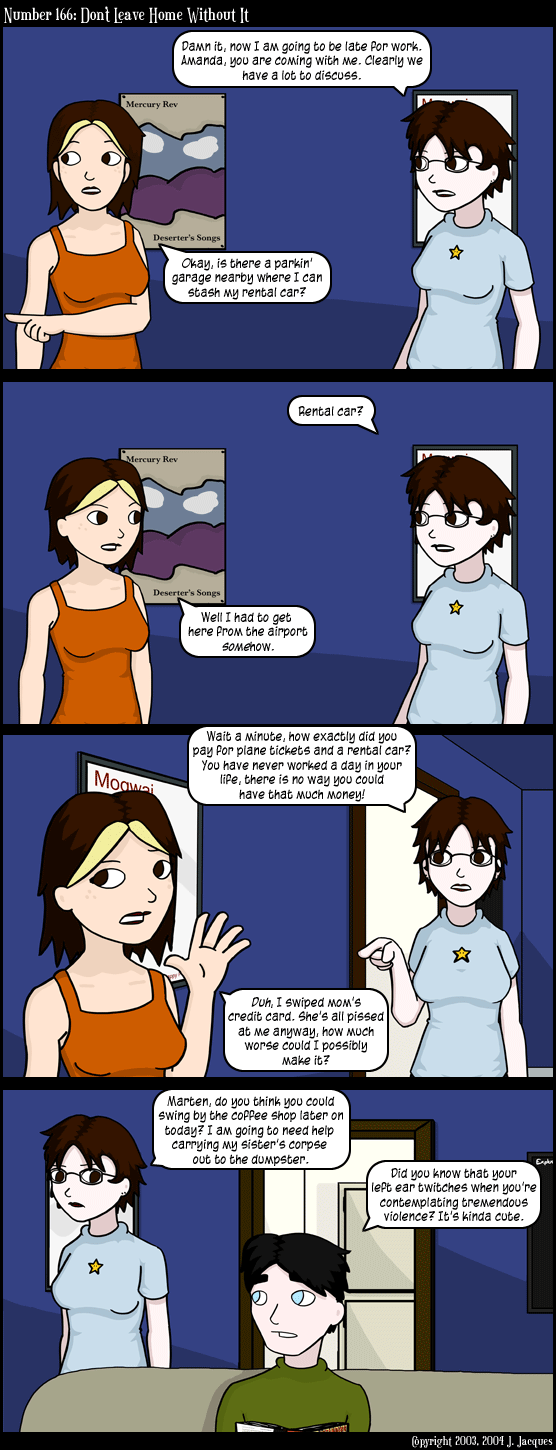 Number 166: Don't Leave Home Without It
Damn it, now I am going to be late for work.
Amanda, you are coming with me. Clearly we
have a lot to discuss.
Mercury Rev
Deserter's Songs
Okay, is there a parkin'
garage nearby where I can
stash my rental car?
Rental car?
Mercury Rev
Deserter's Songs
Well I had to get
here from the airport
somehow.
Wait a minute, how exactly did you
pay for plane tickets and a rental car?
You have never worked a day in your
life, there is no way you could
have that much money!
Mogwai
Duh, I swiped mom's
credit card. She's all pissed
at me anyway, how much
worse could I possibly
make it?
Marten, do you think you could
swing by the coffee shop later on
today? I am going to need help
carrying my sister's corpse
out to the dumpster.
Did you know that your
left ear twitches when you're
contemplating tremendous
violence? It's kinda cute.
Copyright 2003, 2004 J. Jacques